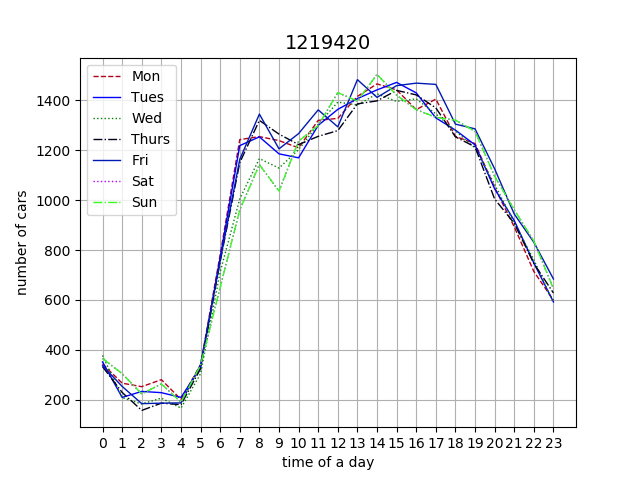 1219420
Mon
Tues
Wed
Thurs
Fri
Sat
Sun
number of cars
1400
1200
1000
800
600
400
200
0 1 2 3 4 5 6 7 8 9 10 11 12 13 14 15 16 17 18 19 20 21 22 23
time of a day